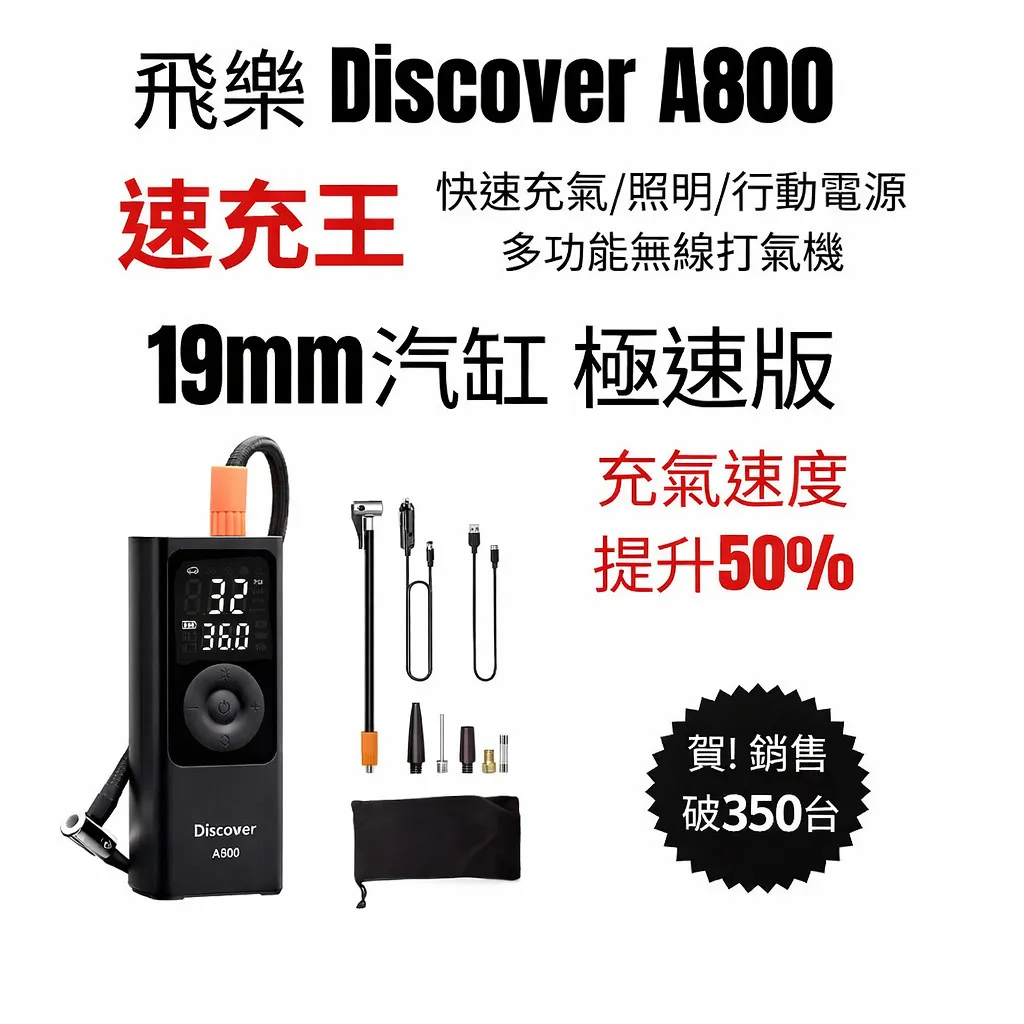 飛樂 Discover A800
速充王
快速充氣/照明/行動電源
多功能無線打氣機
19mm汽缸 極速版
充氣速度
提升50%
32
36.0
Discover
A800
賀! 銷售
破350台